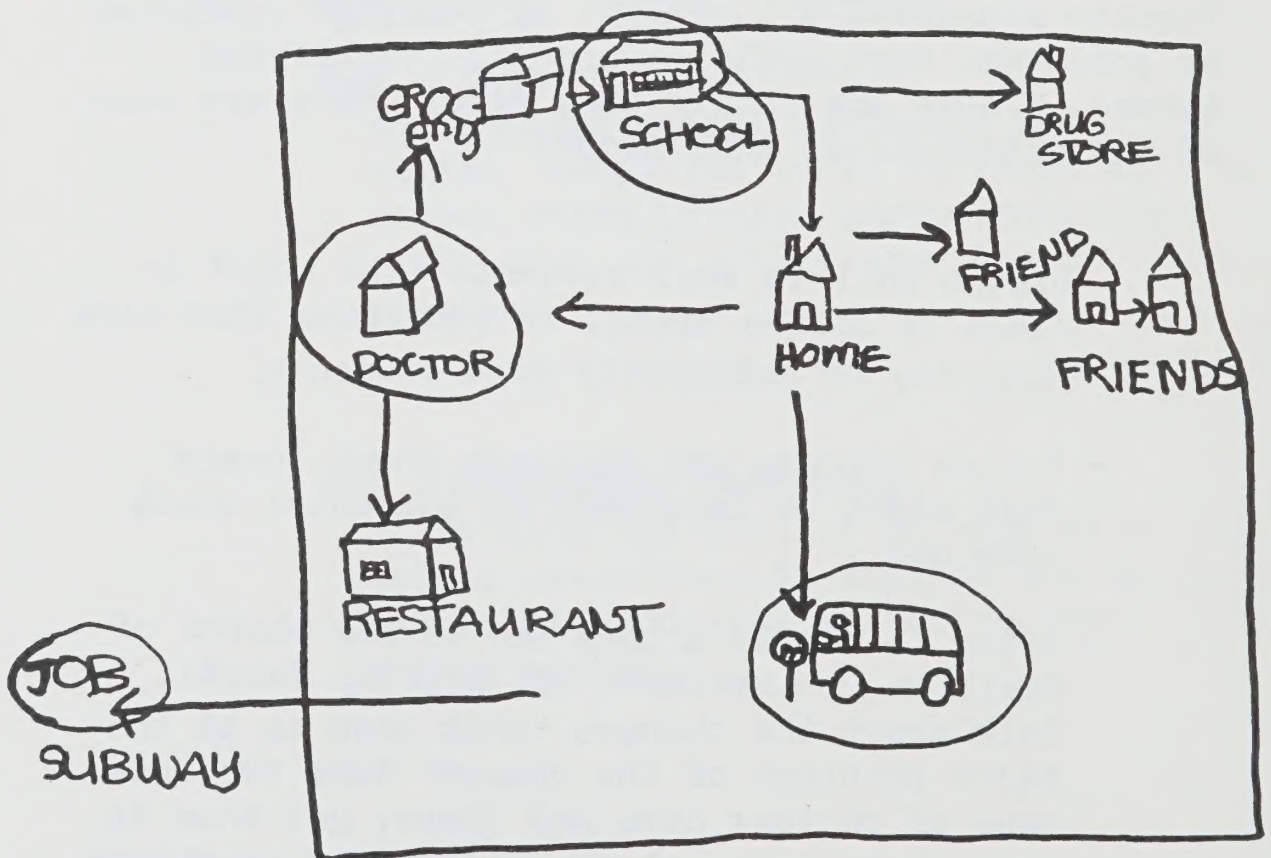 GROC
ery
SCHOOL
DRUG
STORE
FRIEND
DOCTOR
HOME
FRIENDS
RESTAURANT
JOB
SUBWAY